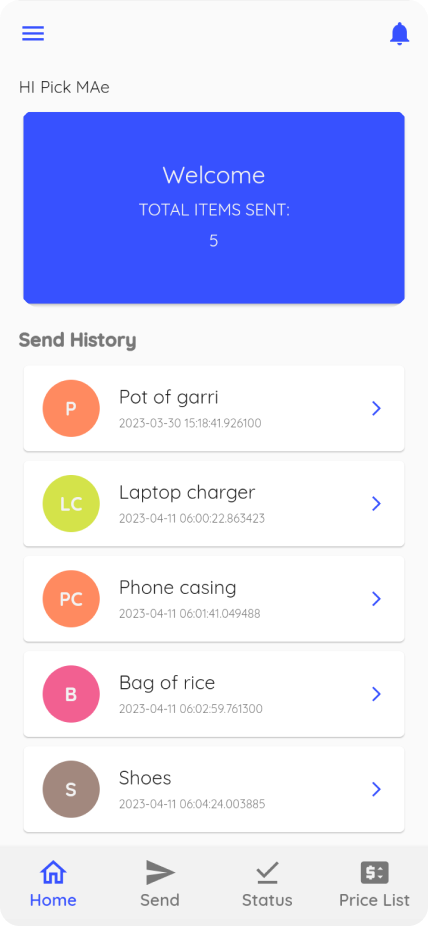 HI Pick MAe
Welcome
TOTAL ITEMS SENT:
5
Send History
P
Pot of garri
2023-03-30 15:18:41.926100
LC
Laptop charger
2023-04-11 06:00:22.863423
PC
Phone casing
2023-04-11 06:01:41.049488
B
Bag of rice
2023-04-11 06:02:59.761300
S
Shoes
2023-04-11 06:04:24.003885
$
Home
Send
Status
Price List